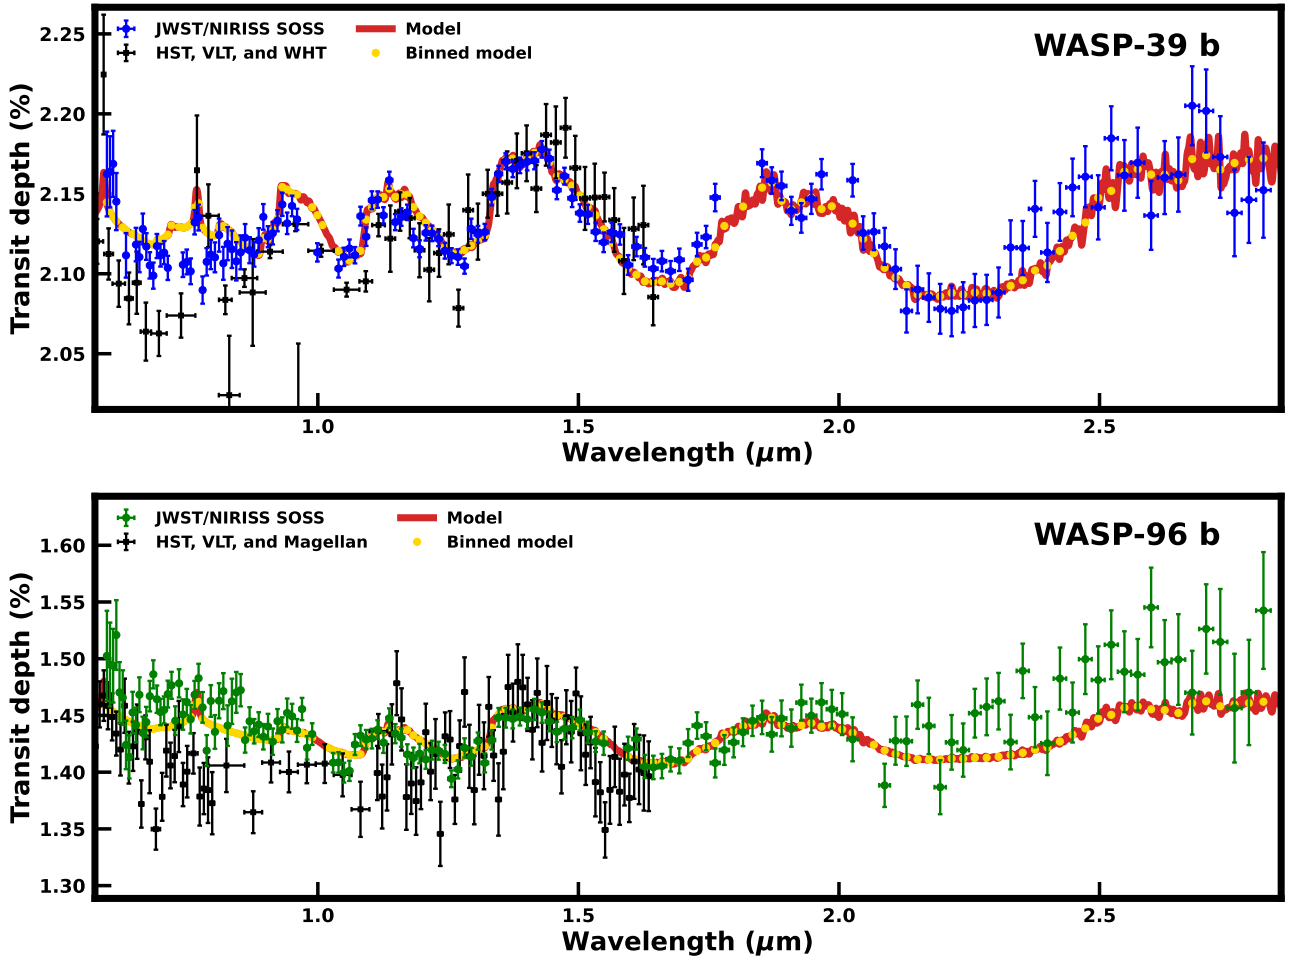 WASP-39 b
JWST/NIRISS SOSS
HST, VLT, and WHT
Model
Binned model
Transit depth (%)
2.25
2.20
2.15
2.10
2.05
1.0 1.5 2.0 2.5
Wavelength (μm)
WASP-96 b
JWST/NIRISS SOSS
HST, VLT, and Magellan
Model
Binned model
Transit depth (%)
1.60
1.55
1.50
1.45
1.40
1.35
1.30
1.0 1.5 2.0 2.5
Wavelength (μm)